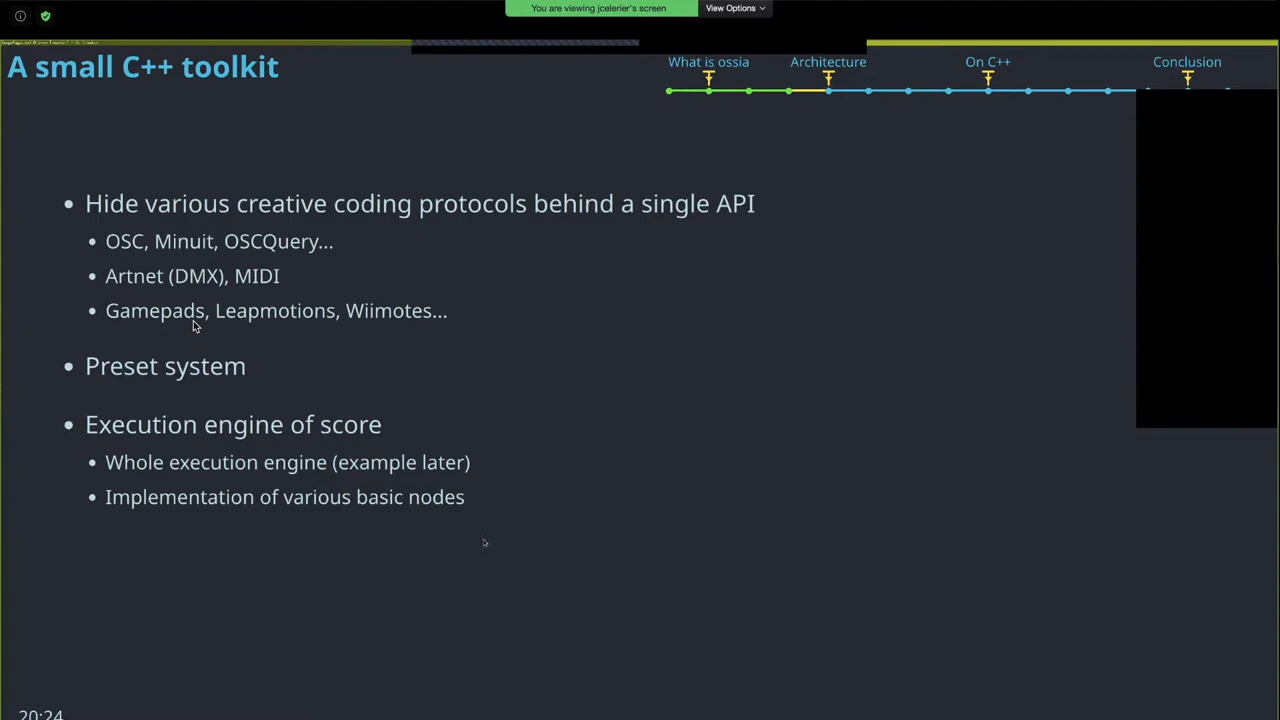 You are viewing jcelerier's screen
View Options
A small C++ toolkit
What is ossia
Architecture
On C++
Conclusion
Hide various creative coding protocols behind a single API
OSC, Minuit, OSCQuery...
Artnet (DMX), MIDI
Gamepads, Leapmotions, Wiimotes...
Preset system
Execution engine of score
Whole execution engine (example later)
Implementation of various basic nodes
20:24